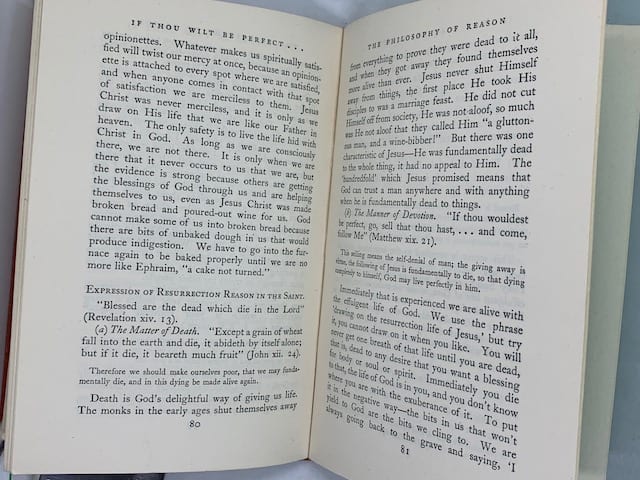 IF THOU WILT BE PERFECT . . .
opinionettes. Whatever makes us spiritually satis-
fied will twist our mercy at once, because an opinion-
ette is attached to every spot where we are satisfied,
and when anyone comes in contact with that spot
of satisfaction we are merciless to them. Jesus
Christ was never merciless, and it is only as we
draw on His life that we are like our Father in
heaven. The only safety is to live the life hid with
Christ in God. As long as we are consciously
there, we are not there. It is only when we are
there that it never occurs to us that we are, but
the evidence is strong because others are getting
the blessings of God through us and are helping
themselves to us, even as Jesus Christ was made
broken bread and poured-out wine for us. God
cannot make some of us into broken bread because
there are bits of unbaked dough in us that would
produce indigestion. We have to go into the fur-
nace again to be baked properly until we are no
more like Ephraim, "a cake not turned."
EXPRESSION OF RESURRECTION REASON IN THE SAINT.
"Blessed are the dead which die in the Lord"
(Revelation xiv. 13).
(a) The Matter of Death. "Except a grain of wheat
fall into the earth and die, it abideth by itself alone;
but if it die, it beareth much fruit" (John xii. 24).
Therefore we should make ourselves poor, that we may funda-
mentally die, and in this dying be made alive again.
Death is God's delightful way of giving us life.
The monks in the early ages shut themselves away
80
THE PHILOSOPHY OF REASON
from everything to prove they were dead to it all,
and when they got away they found themselves
more alive than ever. Jesus never shut Himself
away from things, the first place He took His
disciples to was a marriage feast. He did not cut
Himself off from society, He was not aloof, so much
was He not aloof that they called Him "a glutton-
ous man, and a wine-bibber!" But there was one
characteristic of Jesus—He was fundamentally dead
to the whole thing, it had no appeal to Him. The
'hundredfold' which Jesus promised means that
God can trust a man anywhere and with anything
when he is fundamentally dead to things.
(b) The Manner of Devotion. "If thou wouldest
be perfect, go, sell that thou hast, . . . and come,
follow Me" (Matthew xix. 21).
This selling means the self-denial of man; the giving away is
virtue, the following of Jesus is fundamentally to die, so that dying
completely to himself, God may live perfectly in him.
Immediately that is experienced we are alive with
the effulgent life of God. We use the phrase
'drawing on the resurrection life of Jesus,' but try
it, you cannot draw on it when you like. You will
never get one breath of that life until you are dead,
that is, dead to any desire that you want a blessing
for body or soul or spirit. Immediately you die
to that, the life of God is in you, and you don't know
where you are with the exuberance of it. To put
it in the negative way—the bits in us that won't
yield to God are the bits we cling to. We are
always going back to the grave and saying, 'I
81